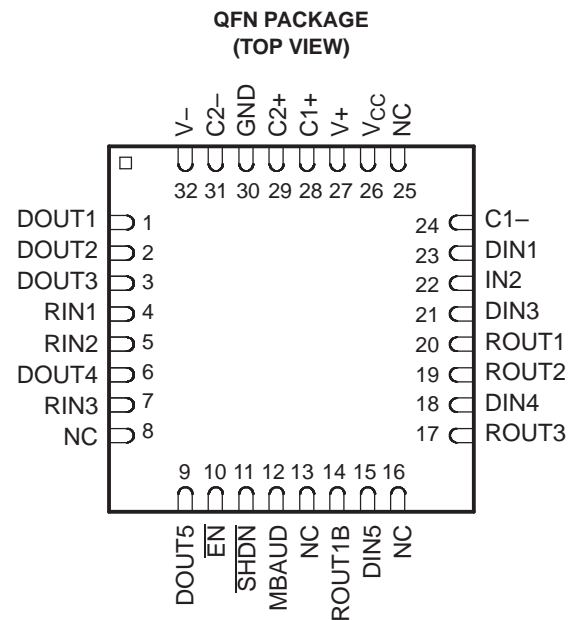 QFN PACKAGE
(TOP VIEW)
V– C2– GND C2+ C1+ V+ VCC NC
32 31 30 29 28 27 26 25
DOUT1 1
DOUT2 2
DOUT3 3
RIN1 4
RIN2 5
DOUT4 6
RIN3 7
NC 8
24 C1–
23 DIN1
22 IN2
21 DIN3
20 ROUT1
19 ROUT2
18 DIN4
17 ROUT3
9 10 11 12 13 14 15 16
DOUT5 E̅N̅ S̅H̅D̅N̅ MBAUD NC ROUT1B DIN5 NC